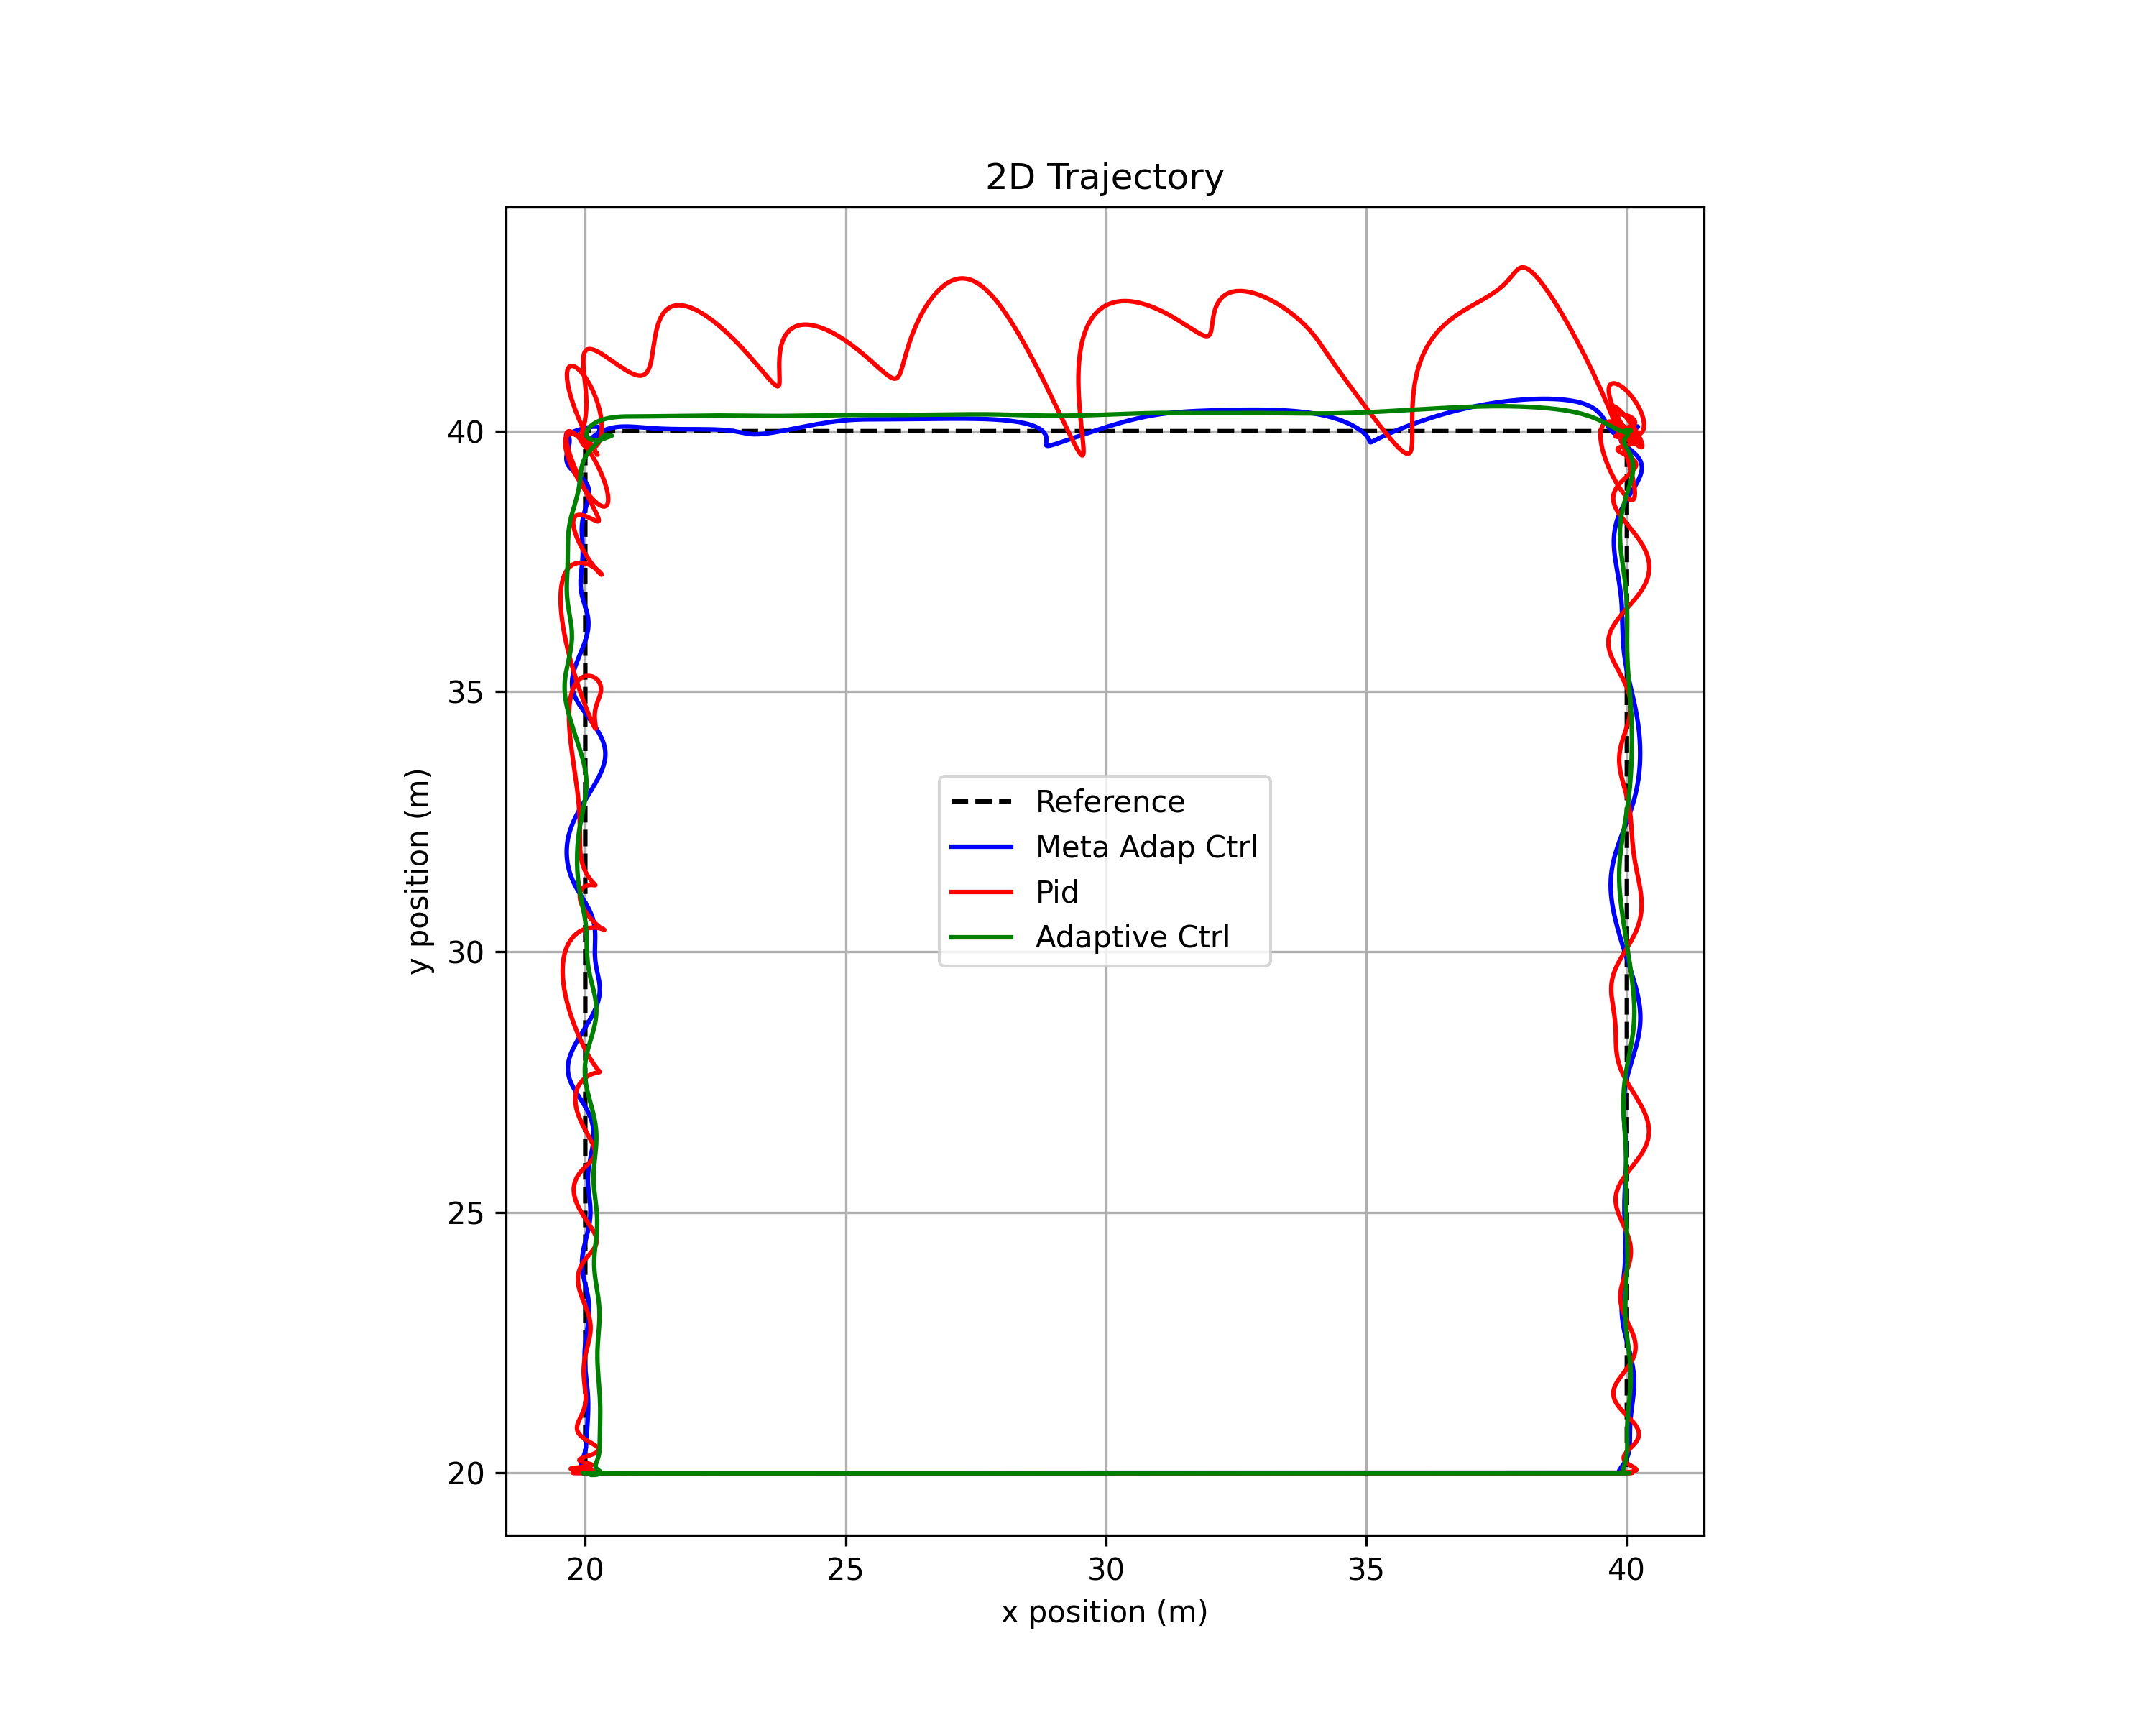 2D Trajectory
40
35
30
25
20
y position (m)
Reference
Meta Adap Ctrl
Pid
Adaptive Ctrl
20 25 30 35 40
x position (m)